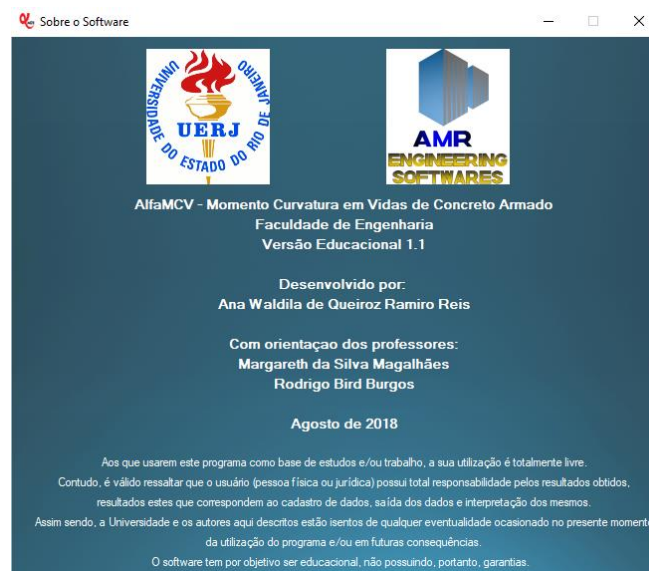 Sobre o Software
UNIVERSIDADE DO ESTADO DO RIO DE JANEIRO
UERJ
AMR
ENGINEERING
SOFTWARES
AlfaMCV - Momento Curvatura em Vidas de Concreto Armado
Faculdade de Engenharia
Versão Educacional 1.1
Desenvolvido por:
Ana Waldila de Queiroz Ramiro Reis
Com orientaçao dos professores:
Margareth da Silva Magalhães
Rodrigo Bird Burgos
Agosto de 2018
Aos que usarem este programa como base de estudos e/ou trabalho, a sua utilização é totalmente livre.
Contudo, é válido ressaltar que o usuário (pessoa física ou jurídica) possui total responsabilidade pelos resultados obtidos,
resultados estes que correspondem ao cadastro de dados, saída dos dados e interpretação dos mesmos.
Assim sendo, a Universidade e os autores aqui descritos estão isentos de qualquer eventualidade ocasionado no presente momento
da utilização do programa e/ou em futuras consequências.
O software tem por objetivo ser educacional, não possuindo, portanto, garantias.